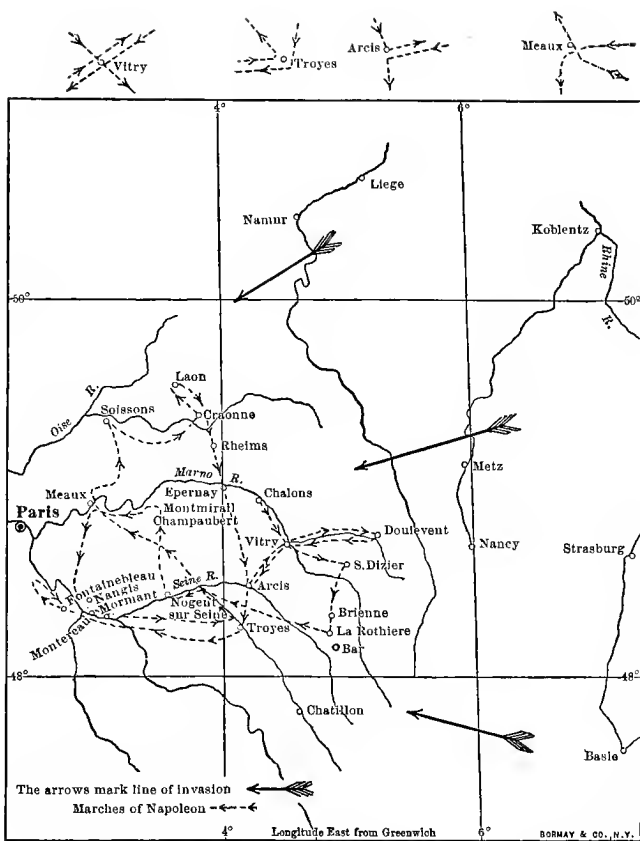 Vitry
Troyes
Arcis
Meaux
4°
6°
Liege
Namur
Koblentz
Rhine
R.
50°
50°
Laon
Oise R.
Soissons
Craonne
Rheims
Marno R.
Metz
Meaux
Epernay
Chalons
Montmirall
Champaubert
Paris
Vitry
Doulevent
Nancy
S.Dizier
Strasburg
Fontainebleau
Nangis
Seine R.
Arcis
Mormant
Nogent
sur Seine
Brienne
Montereau
Troyes
La Rothiere
Bar
48°
48°
Chatillon
Basle
The arrows mark line of invasion
Marches of Napoleon
4°
Longitude East from Greenwich
6°
BORMAY & CO., N.Y.